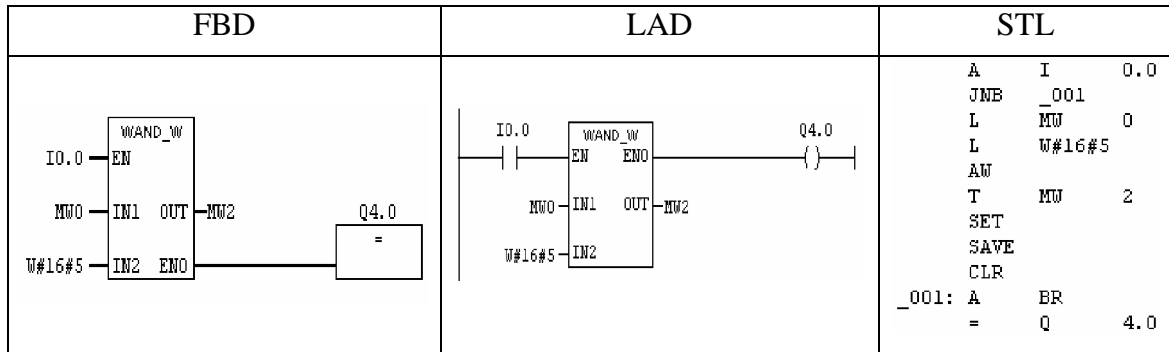 FBD
LAD
STL
WAND_W
I0.0 EN
MW0 IN1 OUT MW2
W#16#5 IN2 ENO
Q4.0
=
I0.0
WAND_W
EN ENO
Q4.0
MW0 IN1 OUT MW2
W#16#5 IN2
A I 0.0
JNB _001
L MW 0
L W#16#5
AW
T MW 2
SET
SAVE
CLR
_001: A BR
= Q 4.0